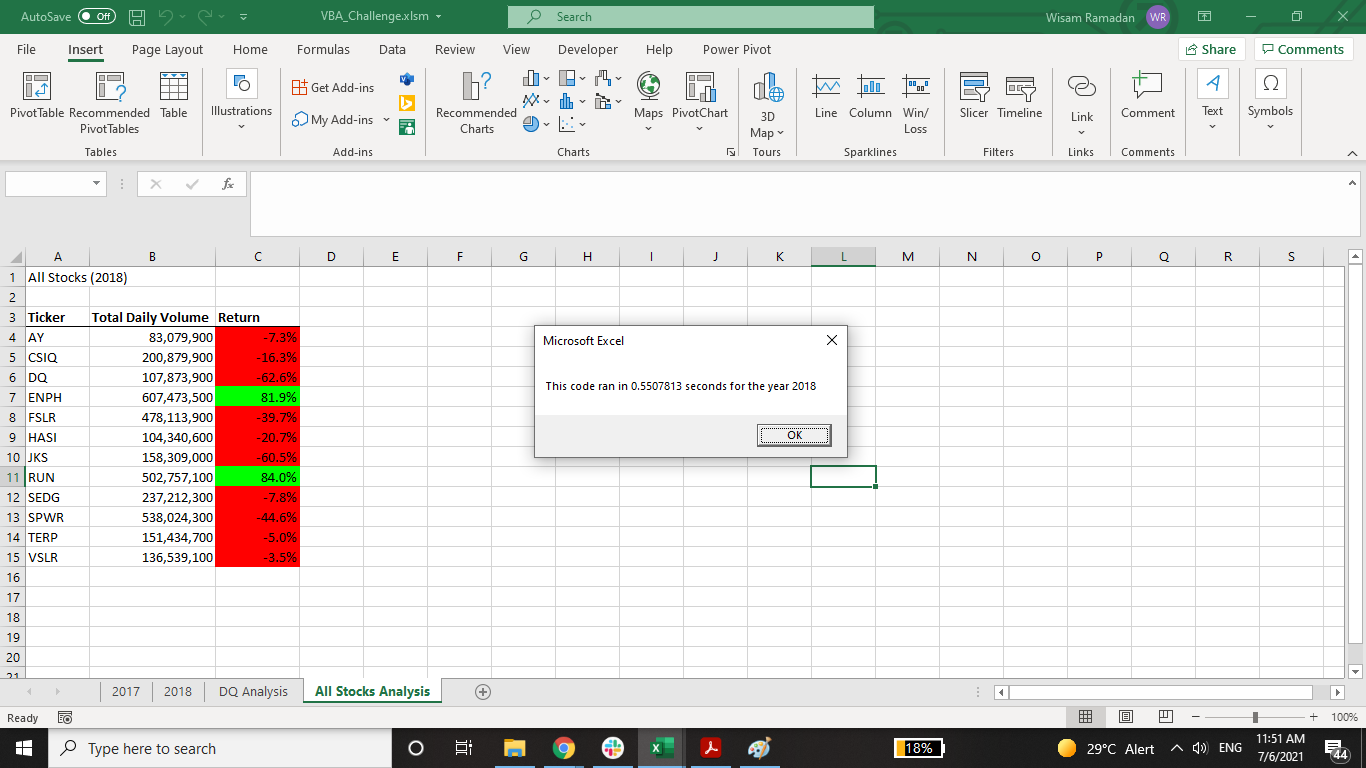 AutoSave Off VBA_Challenge.xlsm Search Wisam Ramadan WR
File Insert Page Layout Home Formulas Data Review View Developer Help Power Pivot Share Comments
PivotTable Recommended PivotTables Table Illustrations Get Add-ins My Add-ins Recommended Charts Maps PivotChart 3D Map Line Column Win/Loss Slicer Timeline Link Comment Text Symbols
Tables Add-ins Charts Tours Sparklines Filters Links Comments
fx
A B C D E F G H I J K L M N O P Q R S
1 All Stocks (2018)
2
3 Ticker Total Daily Volume Return
4 AY 83,079,900 -7.3%
5 CSIQ 200,879,900 -16.3%
6 DQ 107,873,900 -62.6%
7 ENPH 607,473,500 81.9%
8 FSLR 478,113,900 -39.7%
9 HASI 104,340,600 -20.7%
10 JKS 158,309,000 -60.5%
11 RUN 502,757,100 84.0%
12 SEDG 237,212,300 -7.8%
13 SPWR 538,024,300 -44.6%
14 TERP 151,434,700 -5.0%
15 VSLR 136,539,100 -3.5%
16
17
18
19
20
21
Microsoft Excel
This code ran in 0.5507813 seconds for the year 2018
OK
2017 2018 DQ Analysis All Stocks Analysis
Ready 100%
Type here to search 18% 29°C Alert ENG 11:51 AM
7/6/2021 44